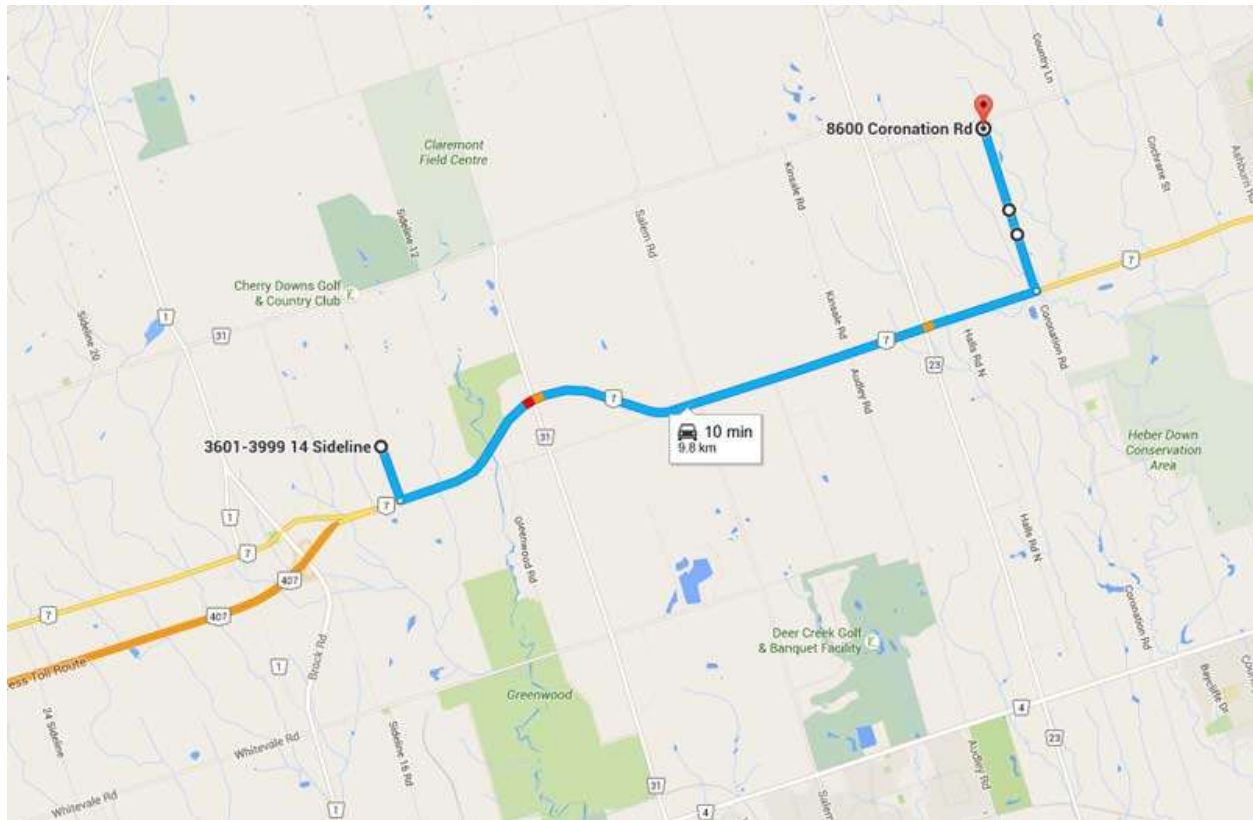 Country Ln
8600 Coronation Rd
Claremont
Field Centre
Cochrane St
Ashburn Rd
Kinsale Rd
Sideline 12
Salem Rd
7
Cherry Downs Golf
& Country Club
1
Sideline 20
31
Kinsale Rd
Coronation Rd
7
Halls Rd N
23
7
Audley Rd
10 min
9.8 km
31
3601-3999 14 Sideline
Heber Down
Conservation
Area
7
1
Greenwood Rd
Halls Rd N
7
407
407
7
Coronation Rd
Deer Creek Golf
& Banquet Facility
ess Toll Route
Brock Rd
1
Greenwood
Baycliffe Dr
4
24 Sideline
Whitevale Rd
Sideline 16 Rd
23
Audley Rd
31
Whitevale Rd
1
4
Salem